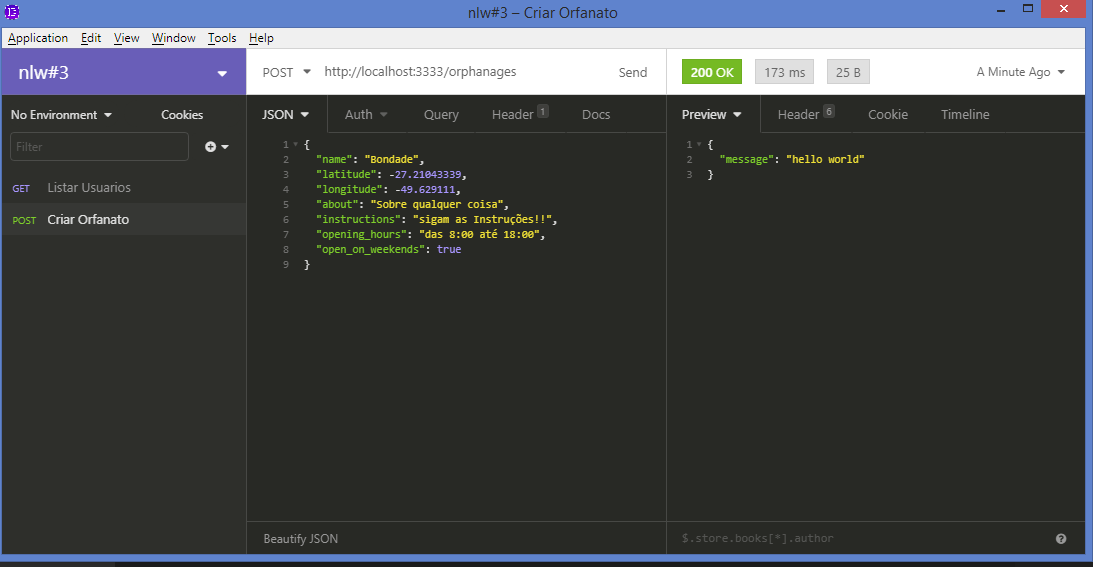 nlw#3 – Criar Orfanato
Application Edit View Window Tools Help
nlw#3
POST http://localhost:3333/orphanages Send
200 OK 173 ms 25 B A Minute Ago
No Environment Cookies
JSON Auth Query Header 1 Docs
Preview Header 6 Cookie Timeline
Filter
GET Listar Usuarios
POST Criar Orfanato
1 {
2 "name": "Bondade",
3 "latitude": -27.21043339,
4 "longitude": -49.629111,
5 "about": "Sobre qualquer coisa",
6 "instructions": "sigam as Instruções!!",
7 "opening_hours": "das 8:00 até 18:00",
8 "open_on_weekends": true
9 }
1 {
2 "message": "hello world"
3 }
Beautify JSON
$.store.books[*].author